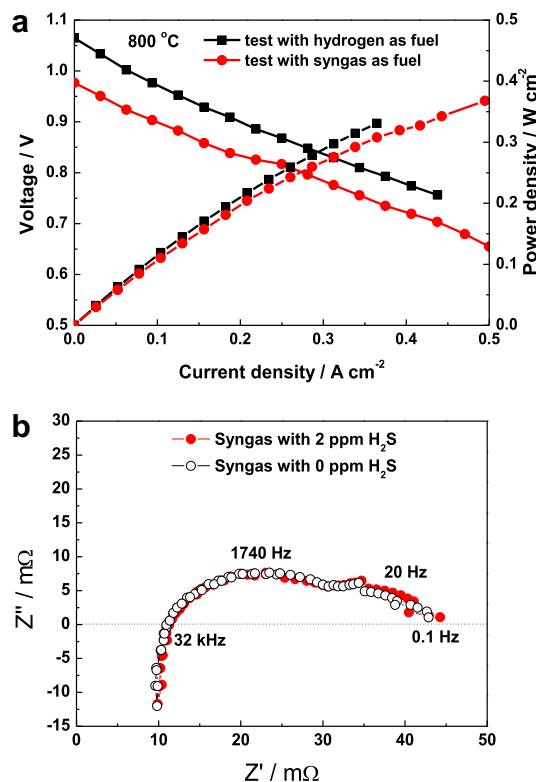 a
800 °C
test with hydrogen as fuel
test with syngas as fuel
Voltage / V
1.1
1.0
0.9
0.8
0.7
0.6
0.5
Power density / W cm⁻²
0.5
0.4
0.3
0.2
0.1
0.0
0.0 0.1 0.2 0.3 0.4 0.5
Current density / A cm⁻²
b
Syngas with 2 ppm H₂S
Syngas with 0 ppm H₂S
Z'' / mΩ
30
25
20
15
10
5
0
-5
-10
-15
1740 Hz
20 Hz
32 kHz
0.1 Hz
0 10 20 30 40 50
Z' / mΩ